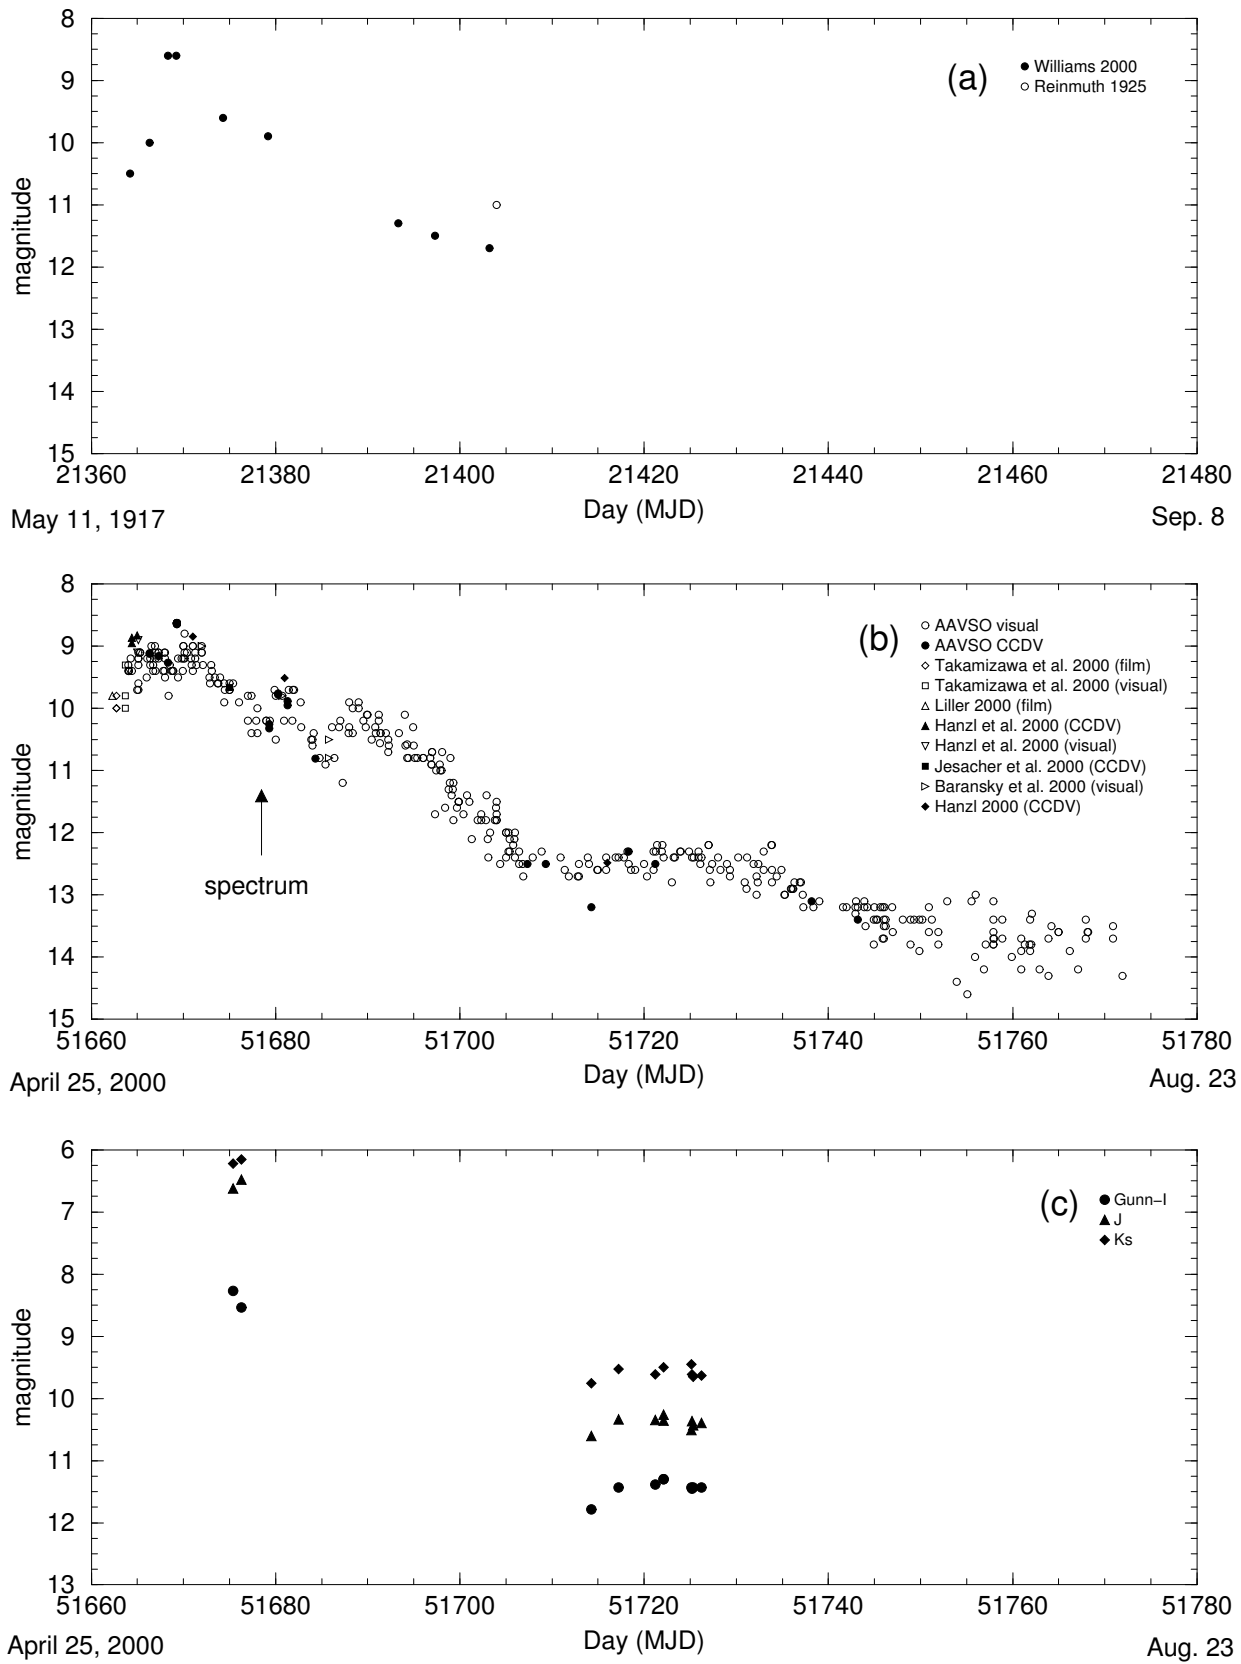 8
9
10
11
12
13
14
15
magnitude
(a)
Williams 2000
Reinmuth 1925
21360 21380 21400 21420 21440 21460 21480
Day (MJD)
May 11, 1917
Sep. 8
8
9
10
11
12
13
14
15
magnitude
(b)
AAVSO visual
AAVSO CCDV
Takamizawa et al. 2000 (film)
Takamizawa et al. 2000 (visual)
Liller 2000 (film)
Hanzl et al. 2000 (CCDV)
Hanzl et al. 2000 (visual)
Jesacher et al. 2000 (CCDV)
Baransky et al. 2000 (visual)
Hanzl 2000 (CCDV)
spectrum
51660 51680 51700 51720 51740 51760 51780
Day (MJD)
April 25, 2000
Aug. 23
6
7
8
9
10
11
12
13
magnitude
(c)
Gunn−I
J
Ks
51660 51680 51700 51720 51740 51760 51780
Day (MJD)
April 25, 2000
Aug. 23